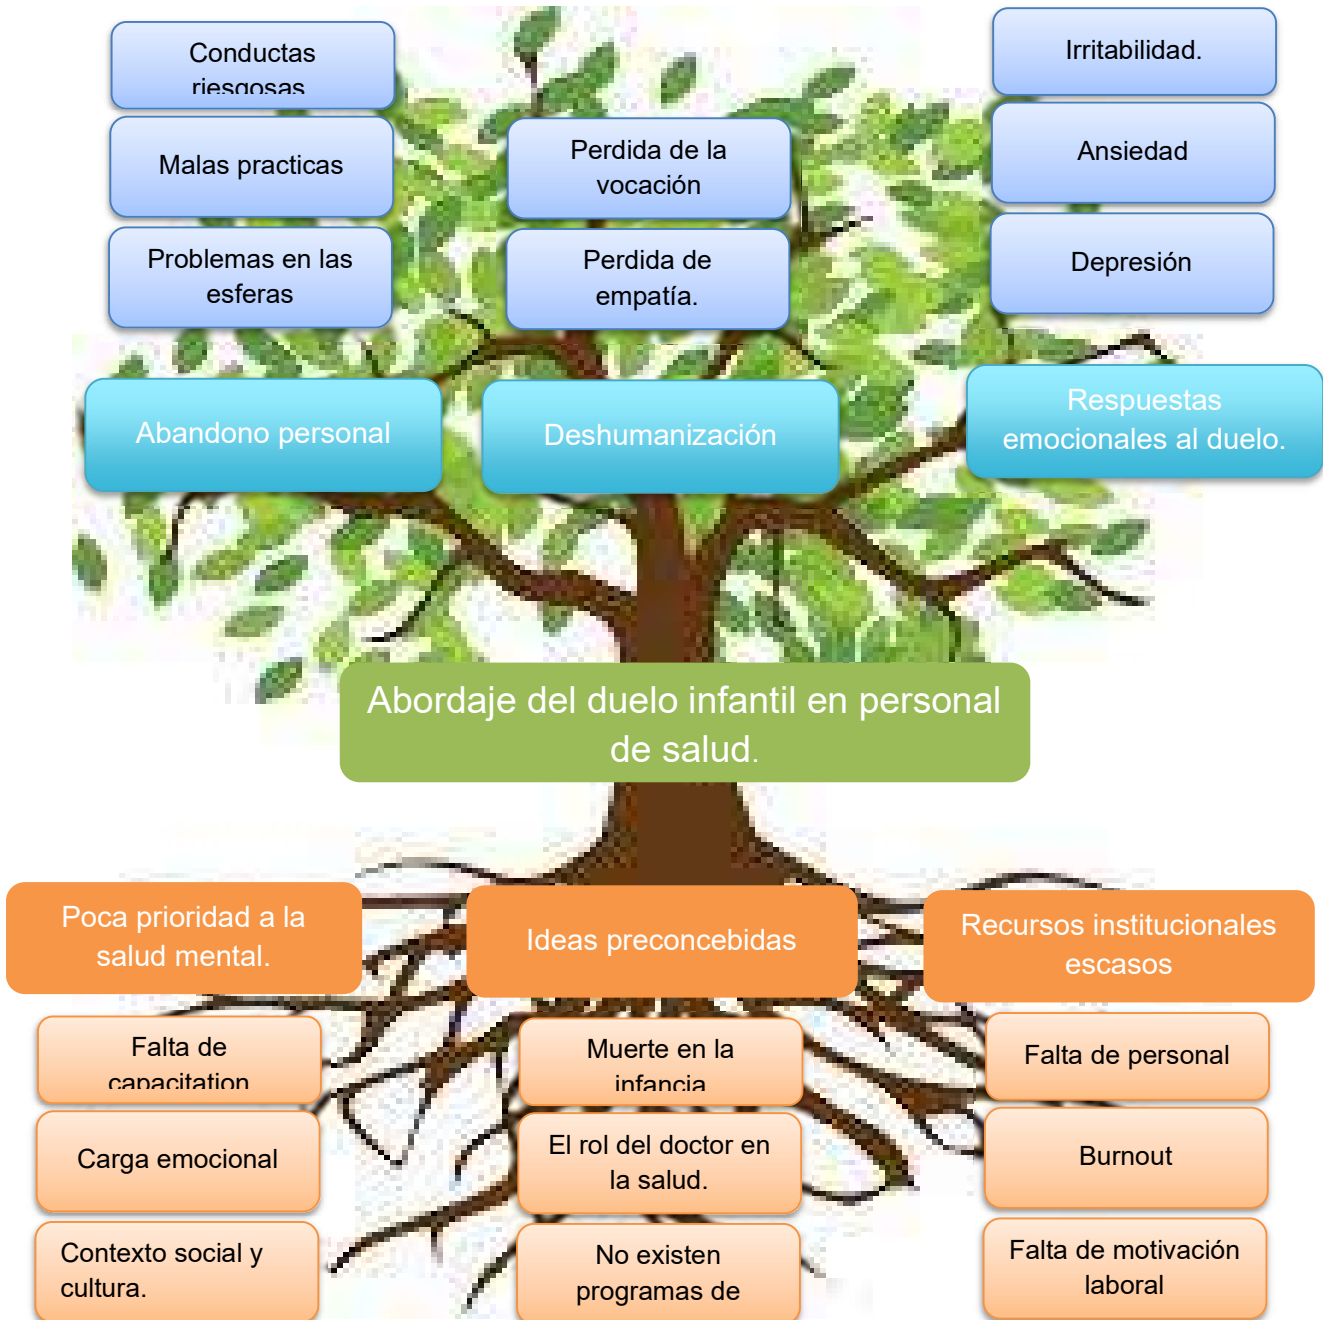 Conductas
riesgosas
Malas practicas
Problemas en las
esferas
Perdida de la
vocación
Perdida de
empatía.
Irritabilidad.
Ansiedad
Depresión
Abandono personal
Deshumanización
Respuestas
emocionales al duelo.
Abordaje del duelo infantil en personal
de salud.
Poca prioridad a la
salud mental.
Ideas preconcebidas
Recursos institucionales
escasos
Falta de
capacitation
Carga emocional
Contexto social y
cultura.
Muerte en la
infancia
El rol del doctor en
la salud.
No existen
programas de
Falta de personal
Burnout
Falta de motivación
laboral